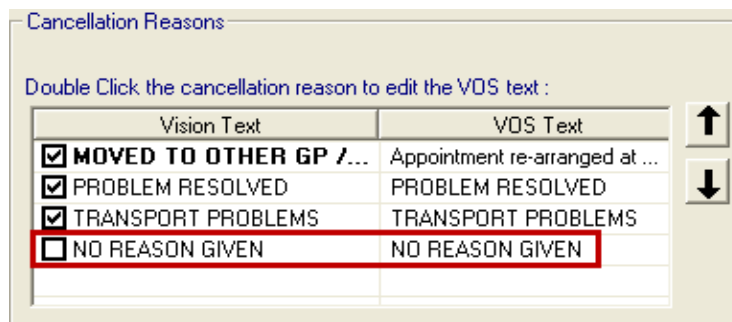 Cancellation Reasons
Double Click the cancellation reason to edit the VOS text :
Vision Text VOS Text
MOVED TO OTHER GP /... Appointment re-arranged at ...
PROBLEM RESOLVED PROBLEM RESOLVED
TRANSPORT PROBLEMS TRANSPORT PROBLEMS
NO REASON GIVEN NO REASON GIVEN